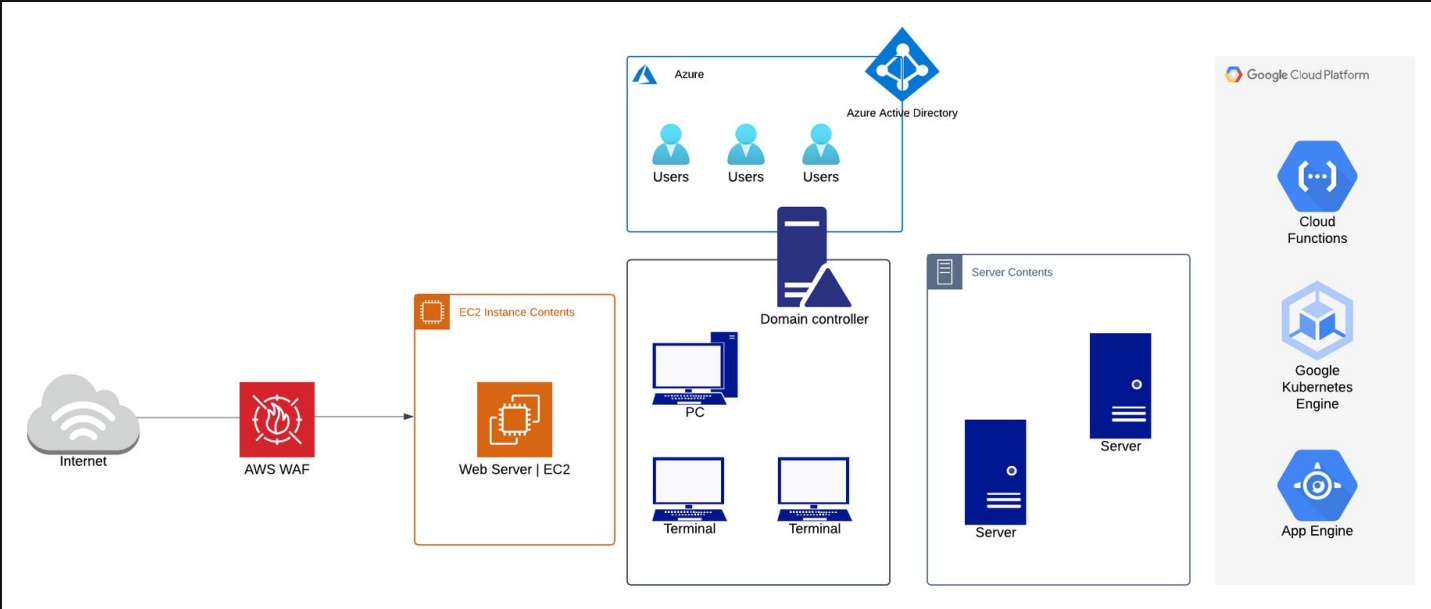 Azure
Azure Active Directory
Users
Users
Users
Google Cloud Platform
Cloud
Functions
Domain controller
Server Contents
EC2 Instance Contents
PC
Google
Kubernetes
Engine
Internet
AWS WAF
Web Server | EC2
Server
Terminal
Terminal
Server
App Engine